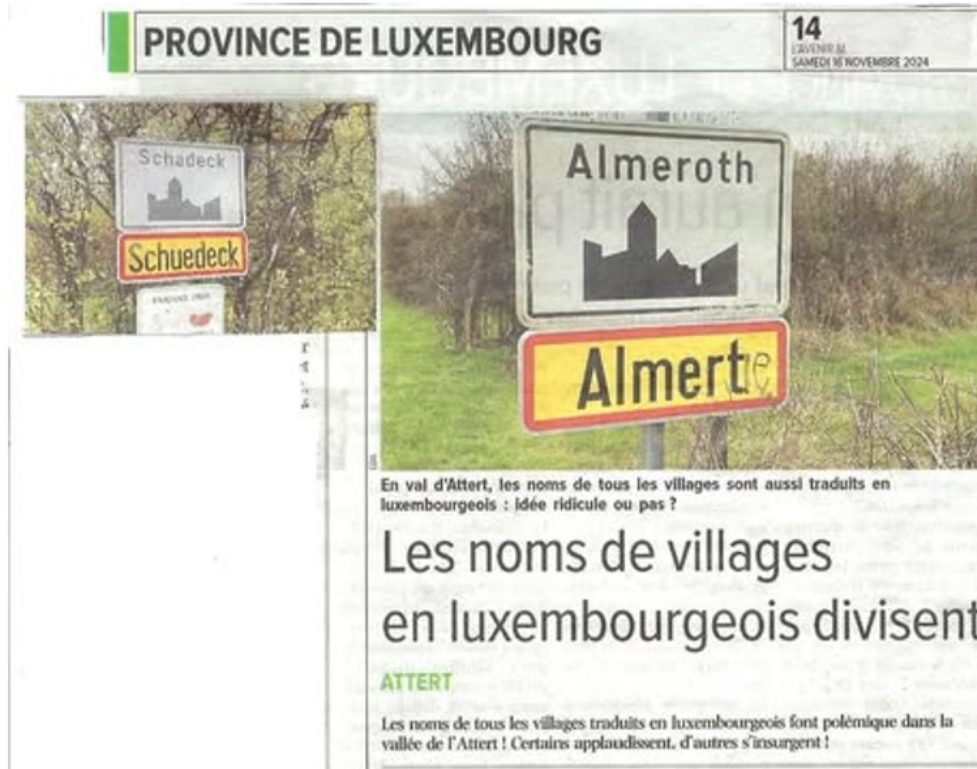 PROVINCE DE LUXEMBOURG
14
L'AVENIR
SAMEDI 16 NOVEMBRE 2024
Schadeck
Schuedeck
Almeroth
Almert
En val d'Attert, les noms de tous les villages sont aussi traduits en
luxembourgeois : idée ridicule ou pas ?
Les noms de villages
en luxembourgeois divisent
ATTERT
Les noms de tous les villages traduits en luxembourgeois font polémique dans la
vallée de l'Attert ! Certains applaudissent, d'autres s'insurgent !